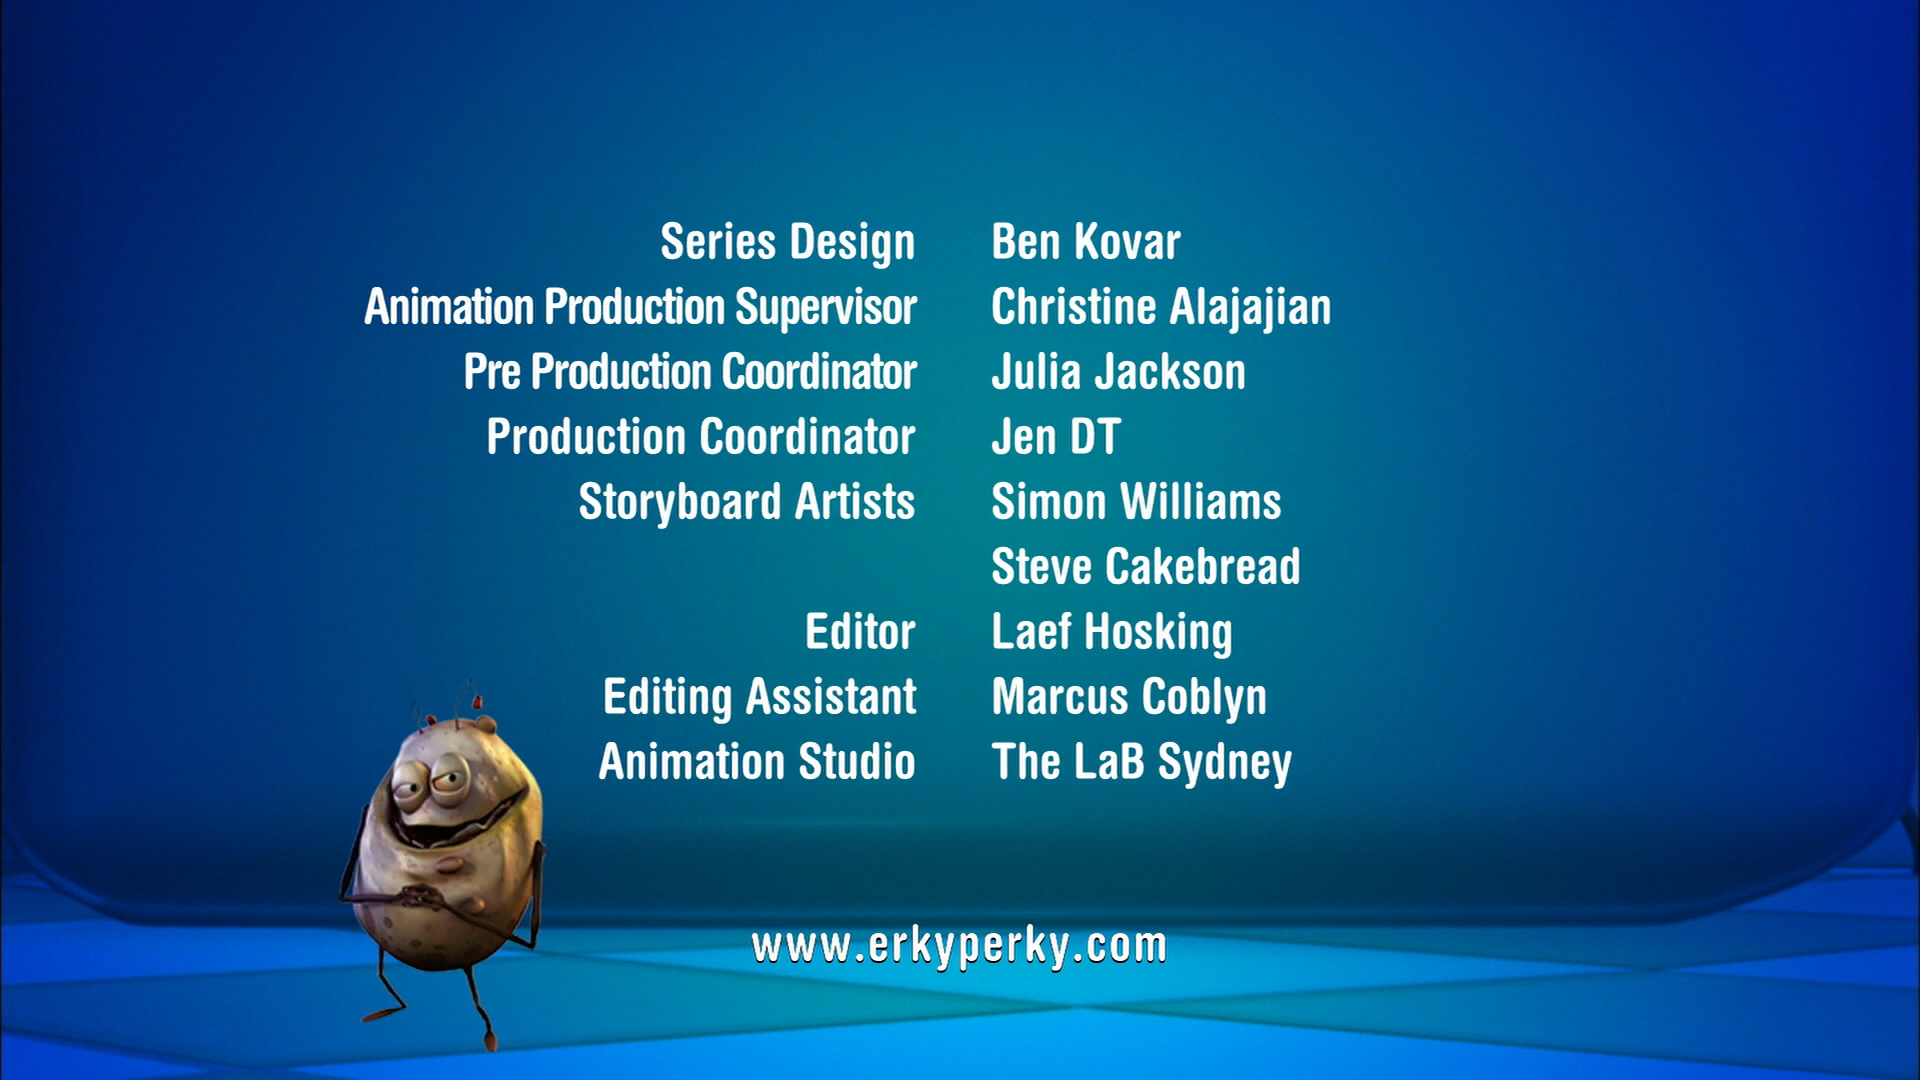 Series Design Ben Kovar
Animation Production Supervisor Christine Alajajian
Pre Production Coordinator Julia Jackson
Production Coordinator Jen DT
Storyboard Artists Simon Williams
Steve Cakebread
Editor Laef Hosking
Editing Assistant Marcus Coblyn
Animation Studio The LaB Sydney
www.erkyperky.com